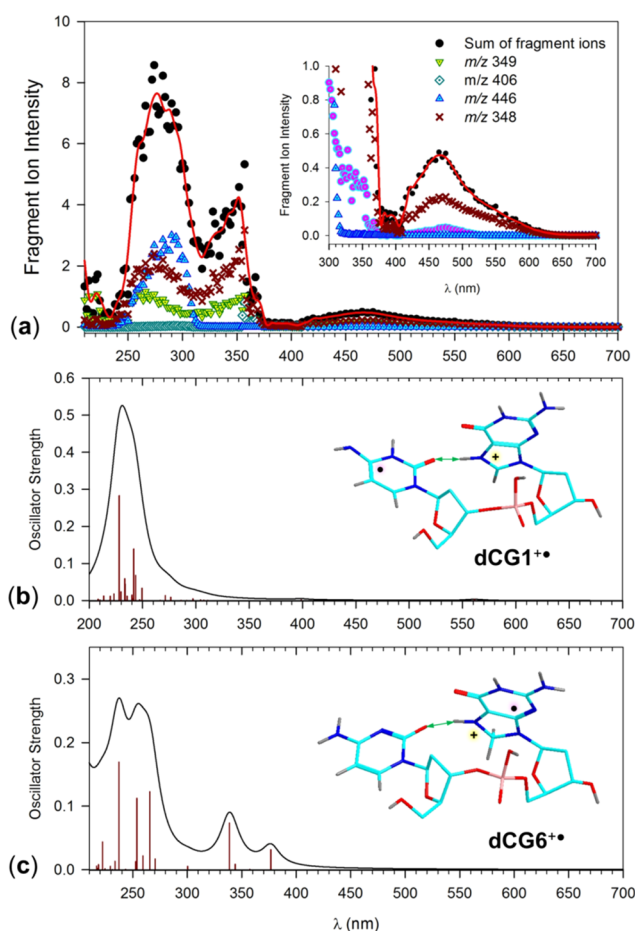 10
8
6
4
2
0
Fragment Ion Intensity
(a)
Sum of fragment ions
m/z 349
m/z 406
m/z 446
m/z 348
1.0
0.8
0.6
0.4
0.2
0.0
Fragment Ion Intensity
300 400 500 600 700
λ (nm)
250 300 350 400 450 500 550 600 650 700
0.6
0.5
0.4
0.3
0.2
0.1
0.0
Oscillator Strength
(b)
+
dCG1+•
200 250 300 350 400 450 500 550 600 650 700
0.3
0.2
0.1
0.0
Oscillator Strength
(c)
+
dCG6+•
250 300 350 400 450 500 550 600 650 700
λ (nm)